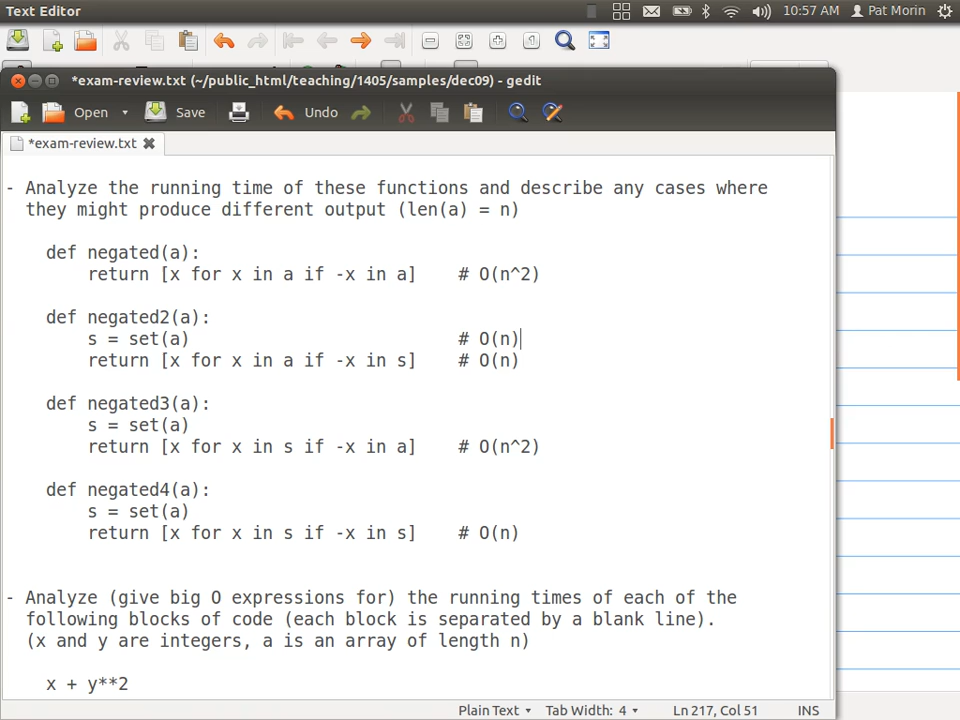 Text Editor
10:57 AM Pat Morin
*exam-review.txt (~/public_html/teaching/1405/samples/dec09) - gedit
Open Save Undo
*exam-review.txt
- Analyze the running time of these functions and describe any cases where
they might produce different output (len(a) = n)
def negated(a):
return [x for x in a if -x in a] # O(n^2)
def negated2(a):
s = set(a) # O(n)
return [x for x in a if -x in s] # O(n)
def negated3(a):
s = set(a)
return [x for x in s if -x in a] # O(n^2)
def negated4(a):
s = set(a)
return [x for x in s if -x in s] # O(n)
- Analyze (give big O expressions for) the running times of each of the
following blocks of code (each block is separated by a blank line).
(x and y are integers, a is an array of length n)
x + y**2
Plain Text Tab Width: 4 Ln 217, Col 51 INS